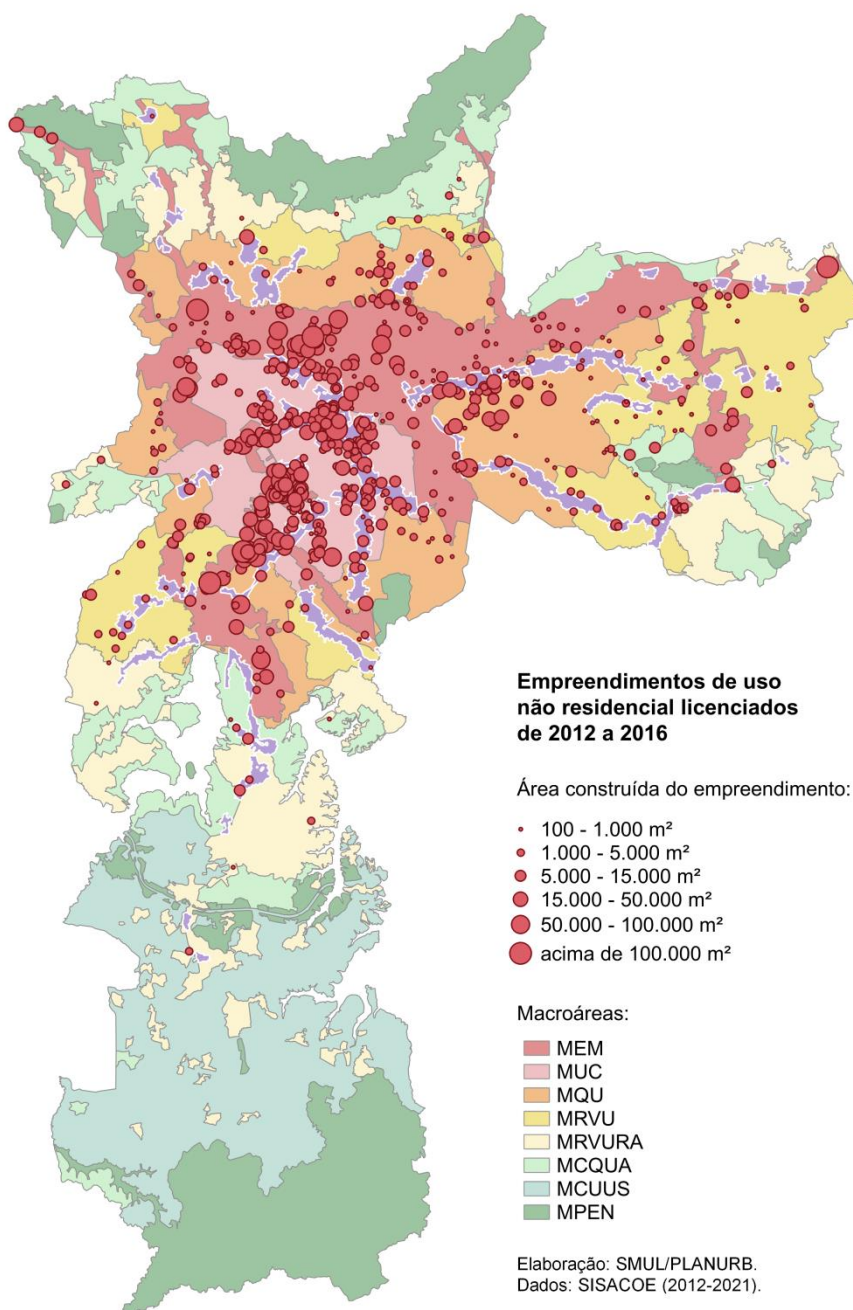 Empreendimentos de uso
não residencial licenciados
de 2012 a 2016
Área construída do empreendimento:
100 - 1.000 m²
1.000 - 5.000 m²
5.000 - 15.000 m²
15.000 - 50.000 m²
50.000 - 100.000 m²
acima de 100.000 m²
Macroáreas:
MEM
MUC
MQU
MRVU
MRVURA
MCQUA
MCUUS
MPEN
Elaboração: SMUL/PLANURB.
Dados: SISACOE (2012-2021).